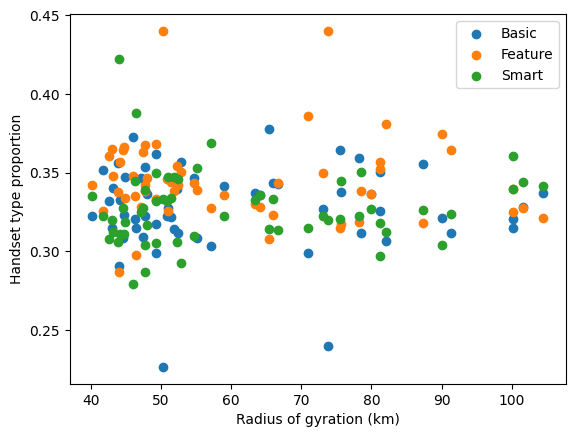 0.45
0.40
0.35
0.30
0.25
Handset type proportion
Basic
Feature
Smart
40 50 60 70 80 90 100
Radius of gyration (km)